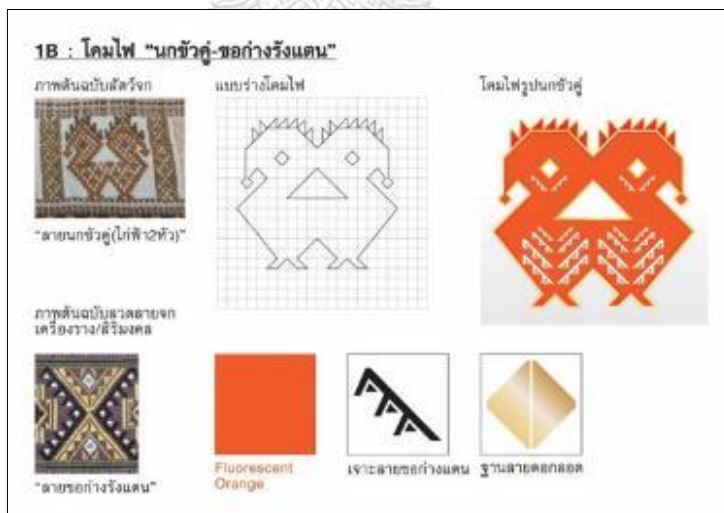 1B : โคมไฟ “นกขัวคู่-ขอก่างรังแตน”
ภาพต้นฉบับสัตว์จก
แบบร่างโคมไฟ
โคมไฟรูปนกขัวคู่
“ลายนกขัวคู่(ไก่ฟ้า2หัว)”
ภาพต้นฉบับลวดลายจก
เครื่องราง/สิริมงคล
Fluorescent
Orange
เจาะลายขอก่างแตน
ฐานลายดอกลอด
“ลายขอก่างรังแตน”